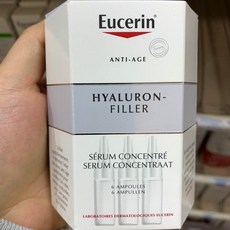 Eucerin
ANTI-AGE
HYALURON-
FILLER
SÉRUM CONCENTRÉ
SERUM CONCENTRAAT
6 AMPOULES
6 AMPULLEN
LABORATOIRES DERMATOLOGIQUES EUCERIN